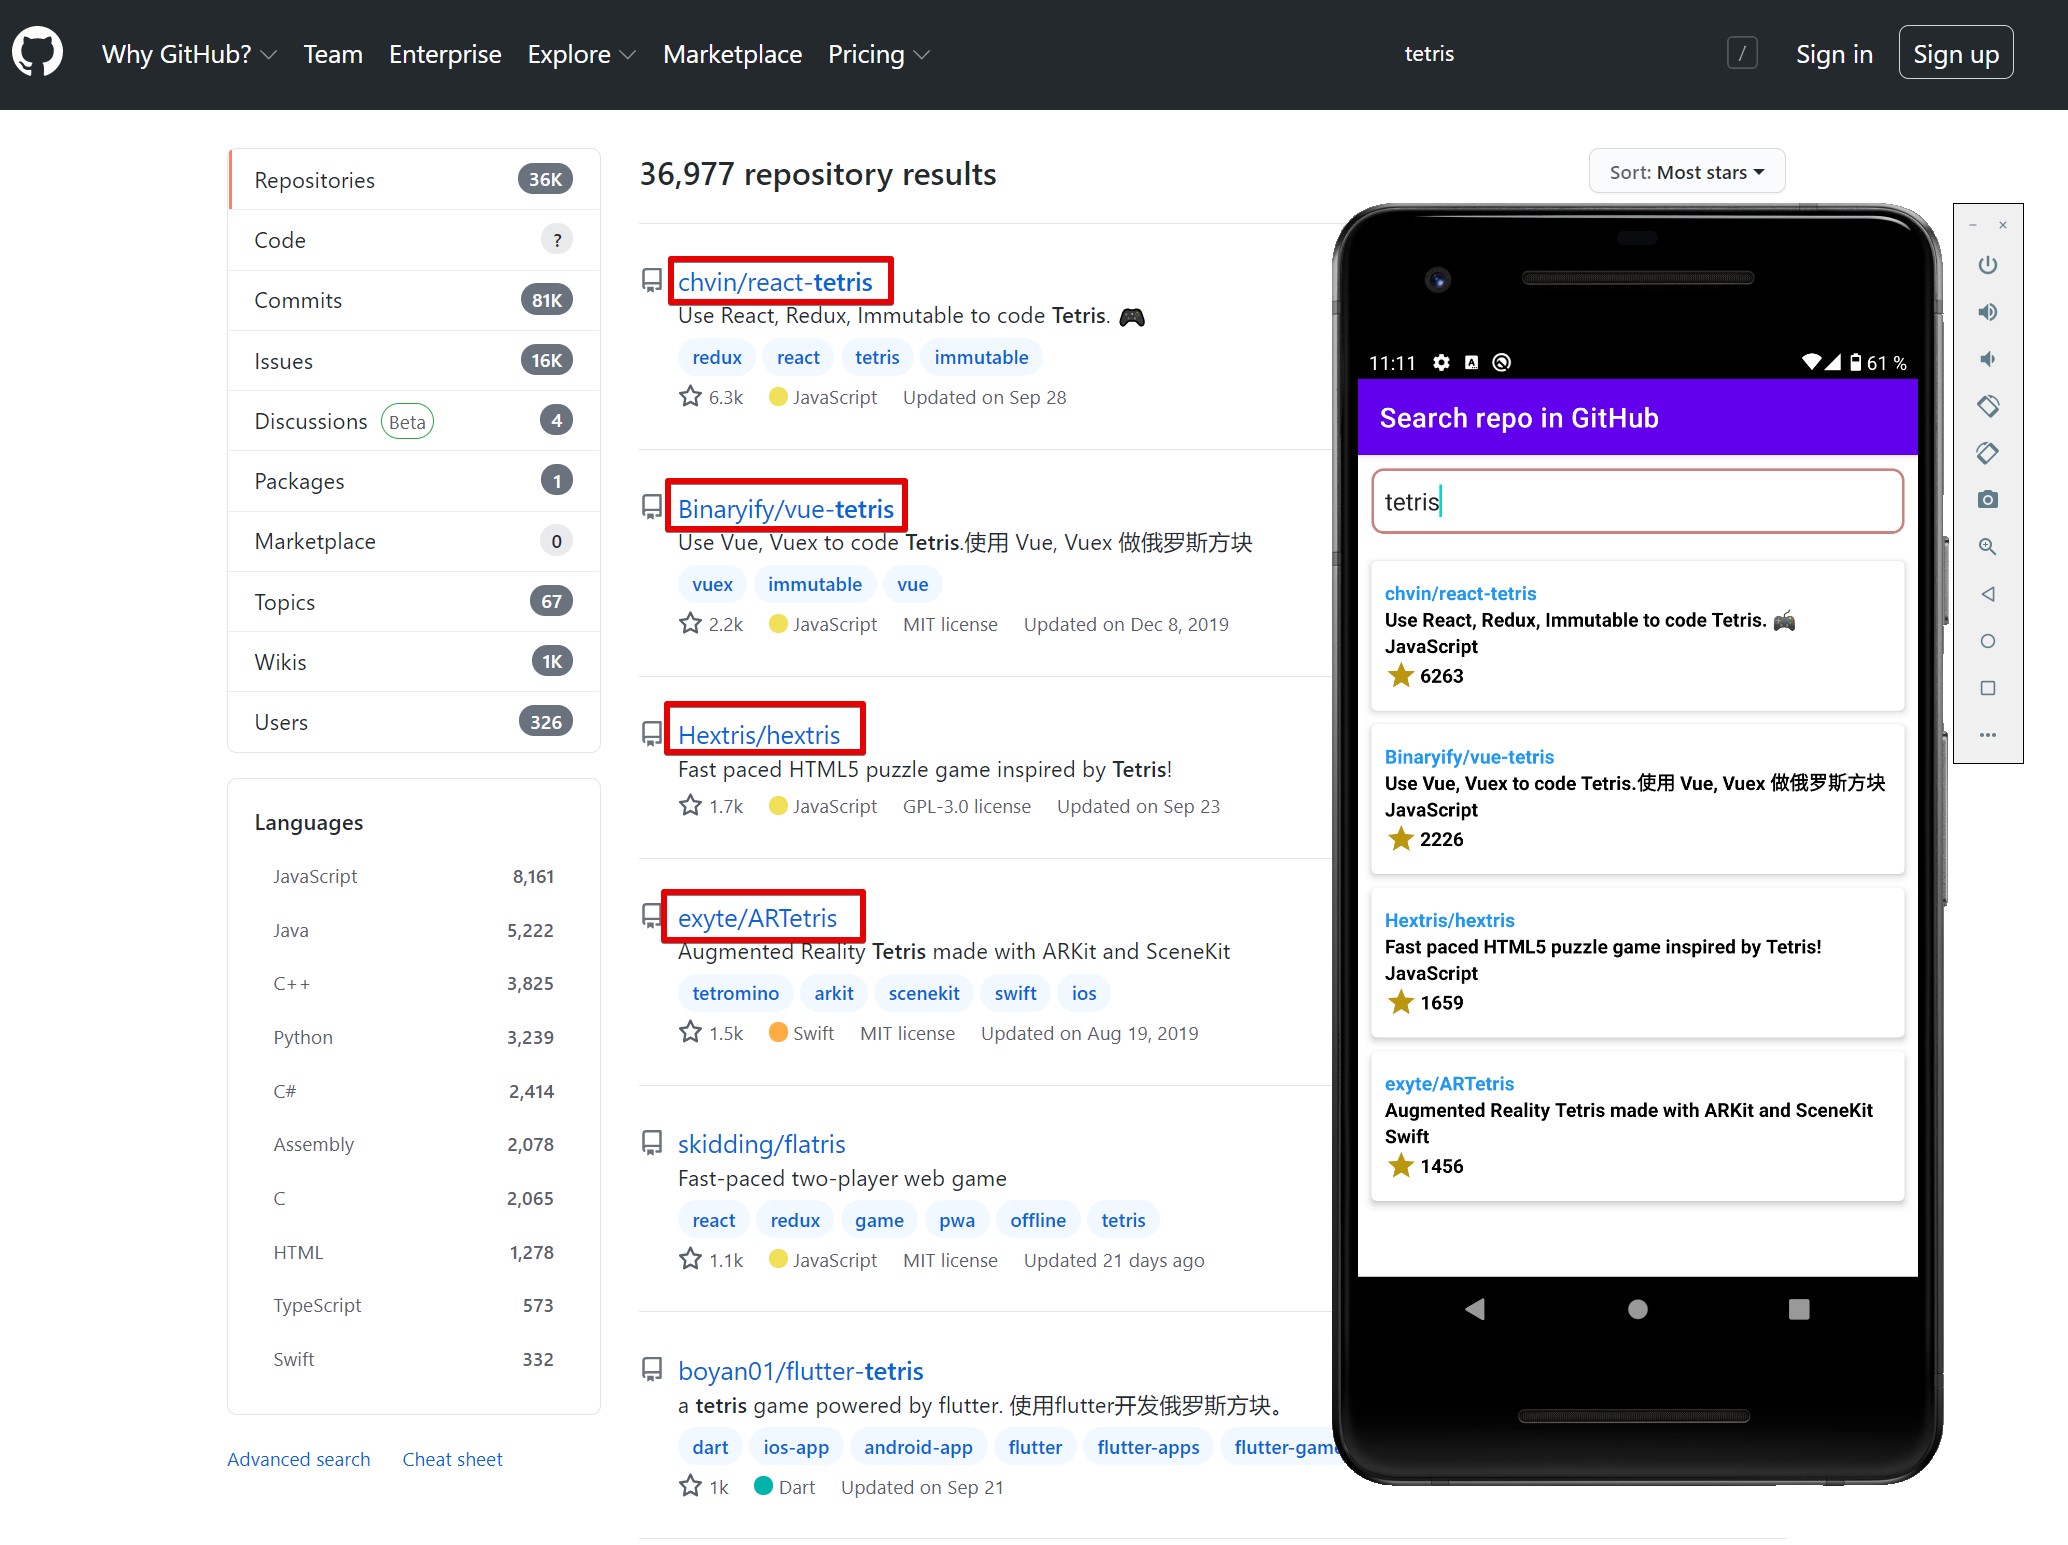 Why GitHub? Team Enterprise Explore Marketplace Pricing tetris / Sign in Sign up
Repositories 36K
Code ?
Commits 81K
Issues 16K
Discussions Beta 4
Packages 1
Marketplace 0
Topics 67
Wikis 1K
Users 326
Languages
JavaScript 8,161
Java 5,222
C++ 3,825
Python 3,239
C# 2,414
Assembly 2,078
C 2,065
HTML 1,278
TypeScript 573
Swift 332
Advanced search Cheat sheet
36,977 repository results
Sort: Most stars
chvin/react-tetris
Use React, Redux, Immutable to code Tetris. 🎮
redux react tetris immutable
6.3k JavaScript Updated on Sep 28
Binaryify/vue-tetris
Use Vue, Vuex to code Tetris.使用 Vue, Vuex 做俄罗斯方块
vuex immutable vue
2.2k JavaScript MIT license Updated on Dec 8, 2019
Hextris/hextris
Fast paced HTML5 puzzle game inspired by Tetris!
1.7k JavaScript GPL-3.0 license Updated on Sep 23
exyte/ARTetris
Augmented Reality Tetris made with ARKit and SceneKit
tetromino arkit scenekit swift ios
1.5k Swift MIT license Updated on Aug 19, 2019
skidding/flatris
Fast-paced two-player web game
react redux game pwa offline tetris
1.1k JavaScript MIT license Updated 21 days ago
boyan01/flutter-tetris
a tetris game powered by flutter. 使用flutter开发俄罗斯方块。
dart ios-app android-app flutter flutter-apps flutter-game
1k Dart Updated on Sep 21
11:11 A 61 %
Search repo in GitHub
tetris
chvin/react-tetris
Use React, Redux, Immutable to code Tetris. 🎮
JavaScript
6263
Binaryify/vue-tetris
Use Vue, Vuex to code Tetris.使用 Vue, Vuex 做俄罗斯方块
JavaScript
2226
Hextris/hextris
Fast paced HTML5 puzzle game inspired by Tetris!
JavaScript
1659
exyte/ARTetris
Augmented Reality Tetris made with ARKit and SceneKit
Swift
1456